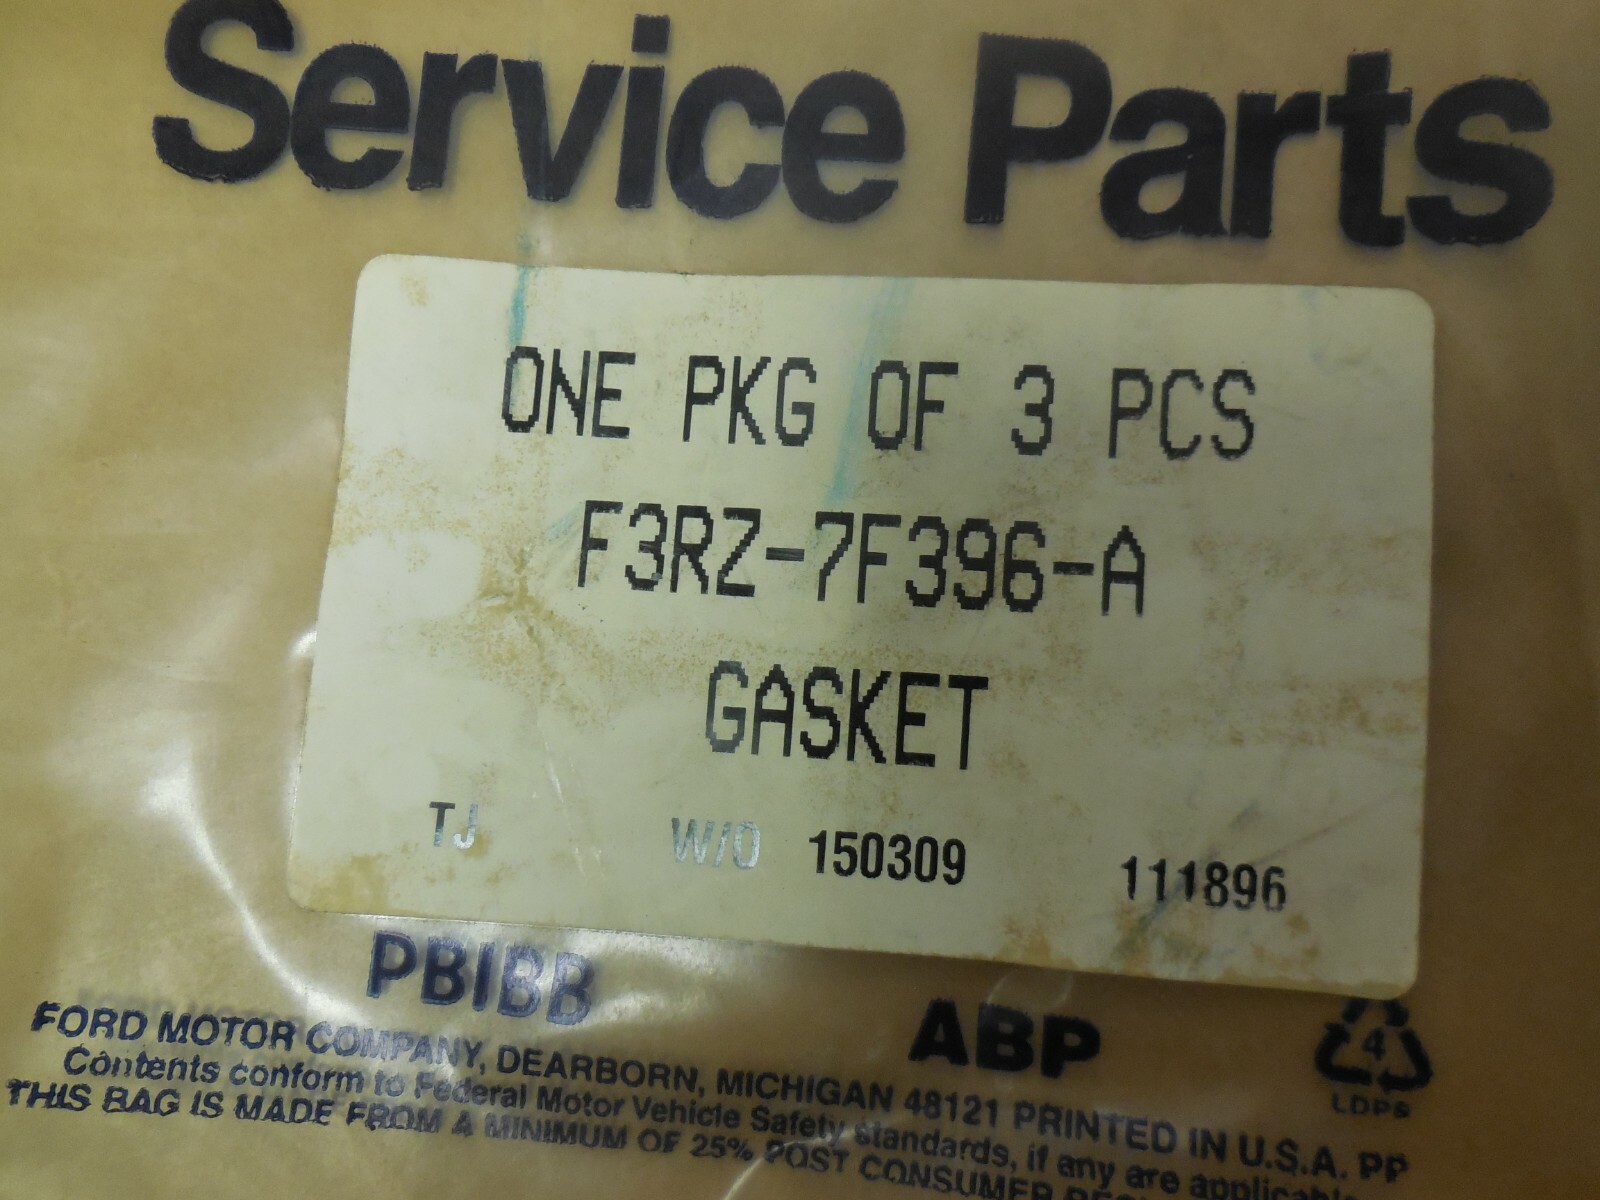 Service Parts
ONE PKG OF 3 PCS
F3RZ-7F396-A
GASKET
TJ W/O 150309 111896
PBIBB
ABP
4
LDPE
FORD MOTOR COMPANY, DEARBORN, MICHIGAN 48121 PRINTED IN U.S.A. PP
Contents conform to Federal Motor Vehicle Safety standards, if any are
THIS BAG IS MADE FROM A MINIMUM OF 25% POST CONSUMER